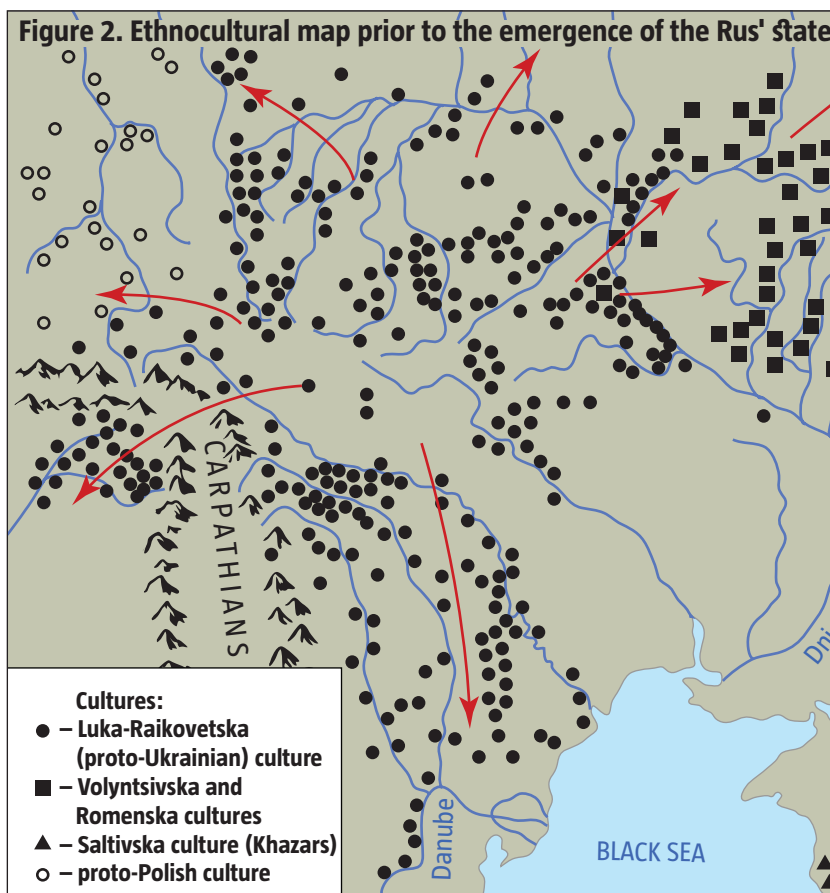 Figure 2. Ethnocultural map prior to the emergence of the Rus' state
CARPATHIANS
Dni
Cultures:
– Luka-Raikovetska
(proto-Ukrainian) culture
– Volyntsivska and
Romenska cultures
– Saltivska culture (Khazars)
– proto-Polish culture
Danube
BLACK SEA